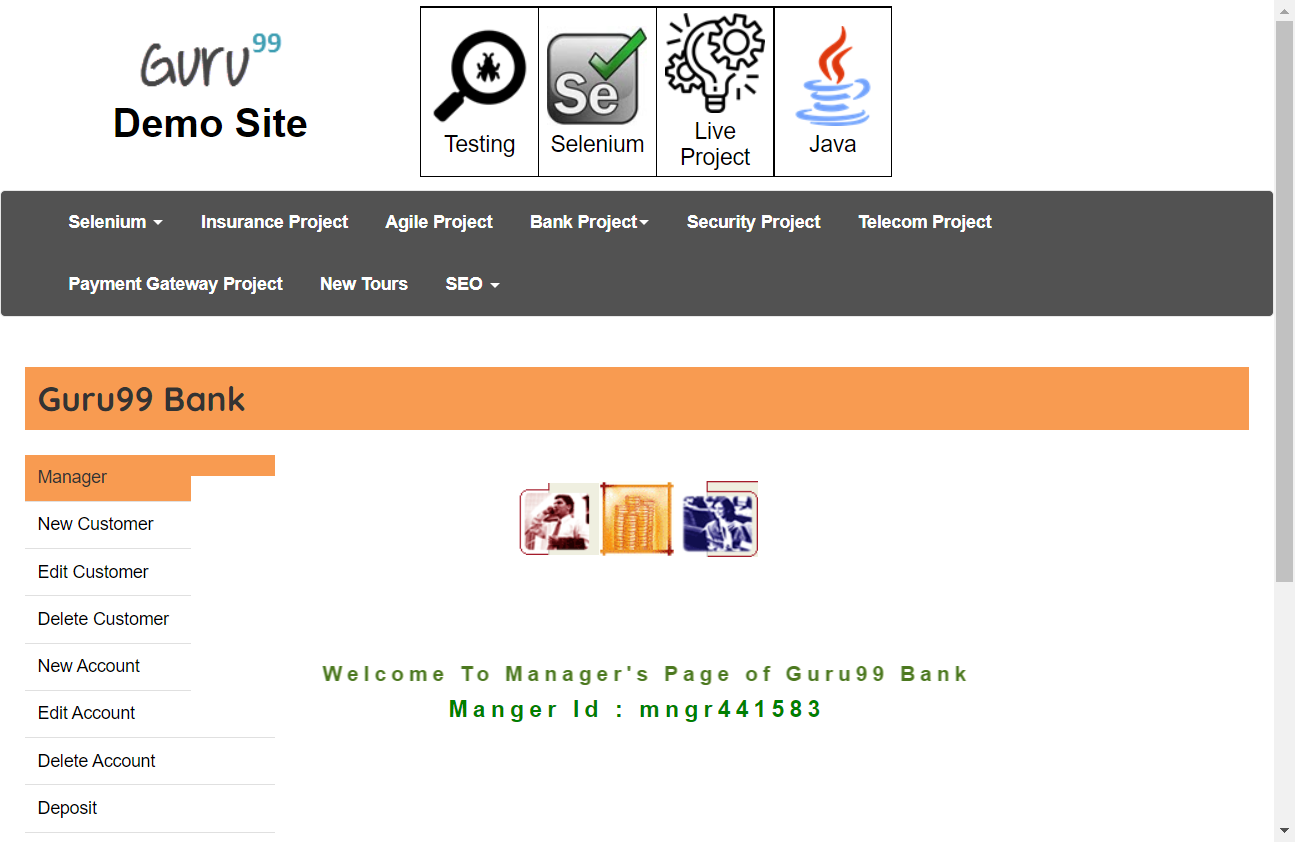 Guru99
Demo Site
Testing
Se
Selenium
Live
Project
Java
Selenium
Insurance Project
Agile Project
Bank Project
Security Project
Telecom Project
Payment Gateway Project
New Tours
SEO
Guru99 Bank
Manager
New Customer
Edit Customer
Delete Customer
New Account
Edit Account
Delete Account
Deposit
Welcome To Manager's Page of Guru99 Bank
Manger Id : mngr441583